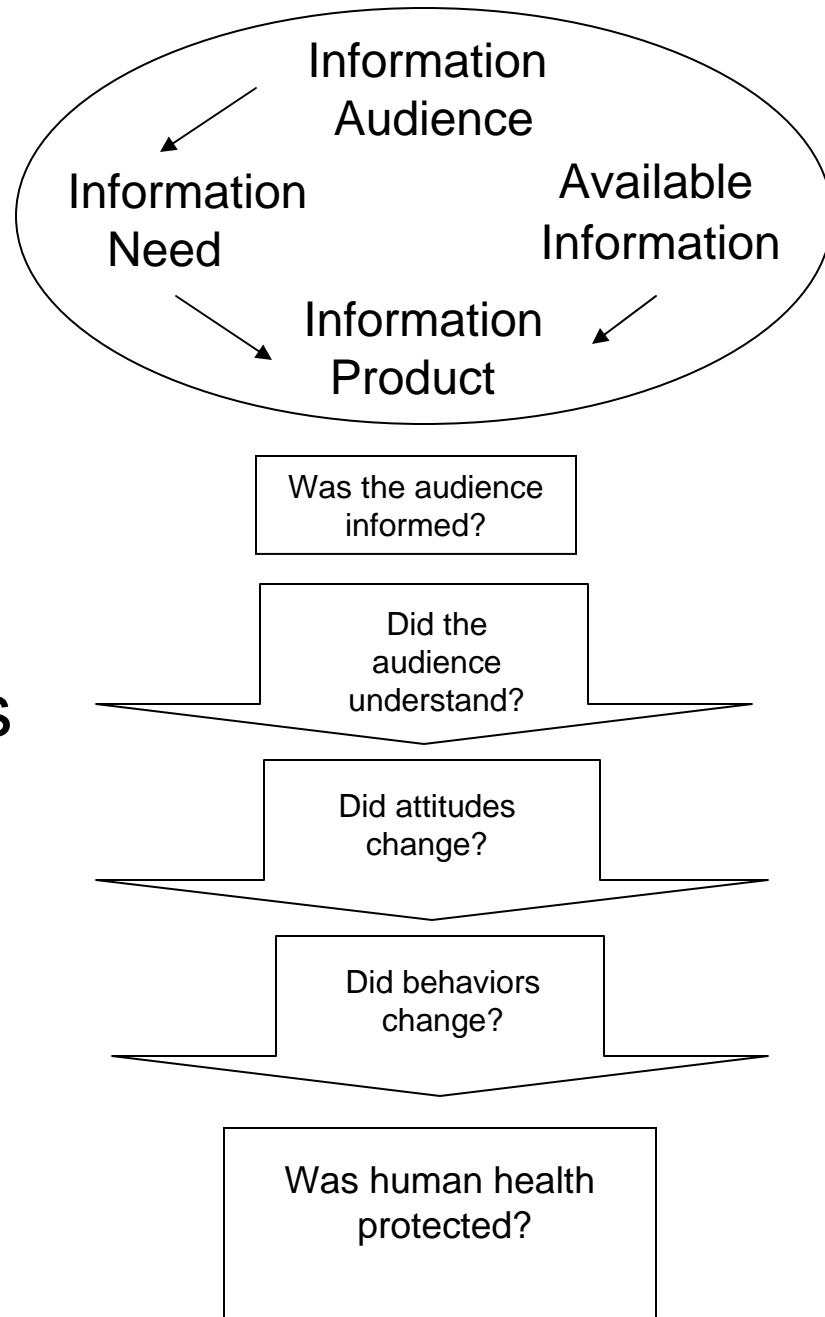 Information
Audience
Information
Need
Available
Information
Information
Product
Was the audience
informed?
Did the
audience
understand?
s
Did attitudes
change?
Did behaviors
change?
Was human health
protected?